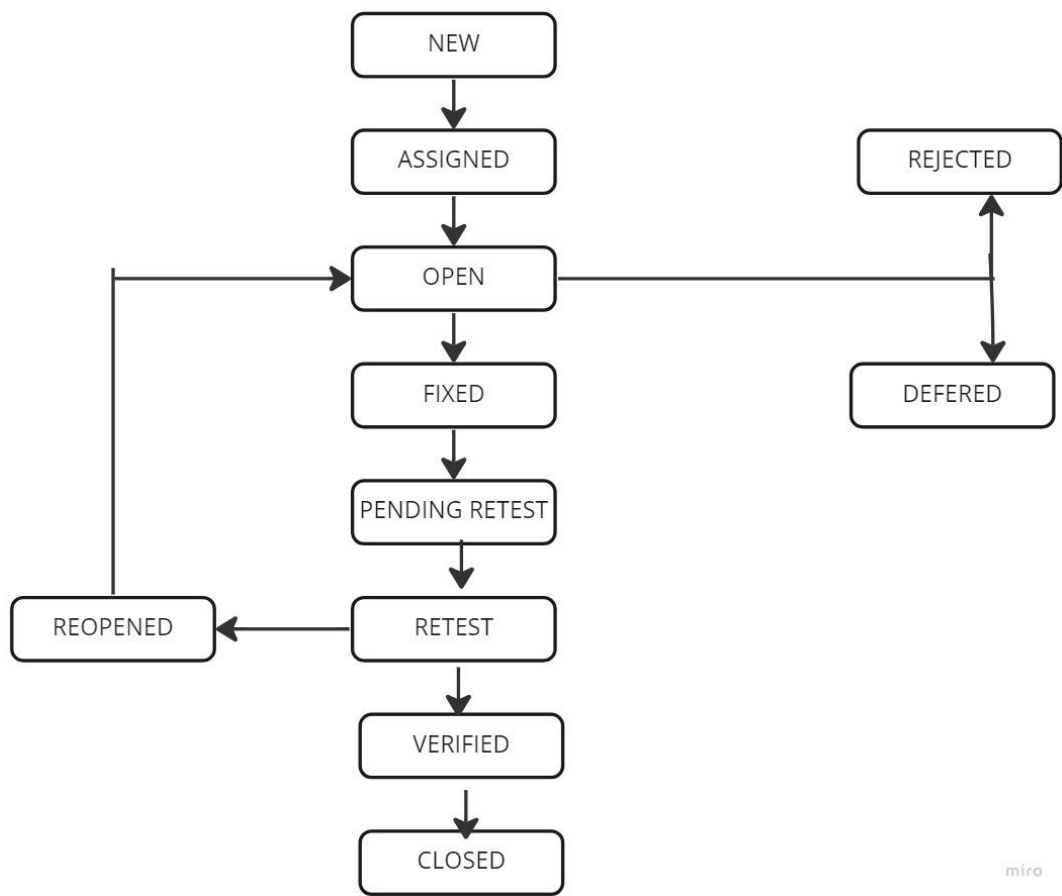 NEW
ASSIGNED
REJECTED
OPEN
FIXED
DEFERED
PENDING RETEST
REOPENED
RETEST
VERIFIED
CLOSED
miro